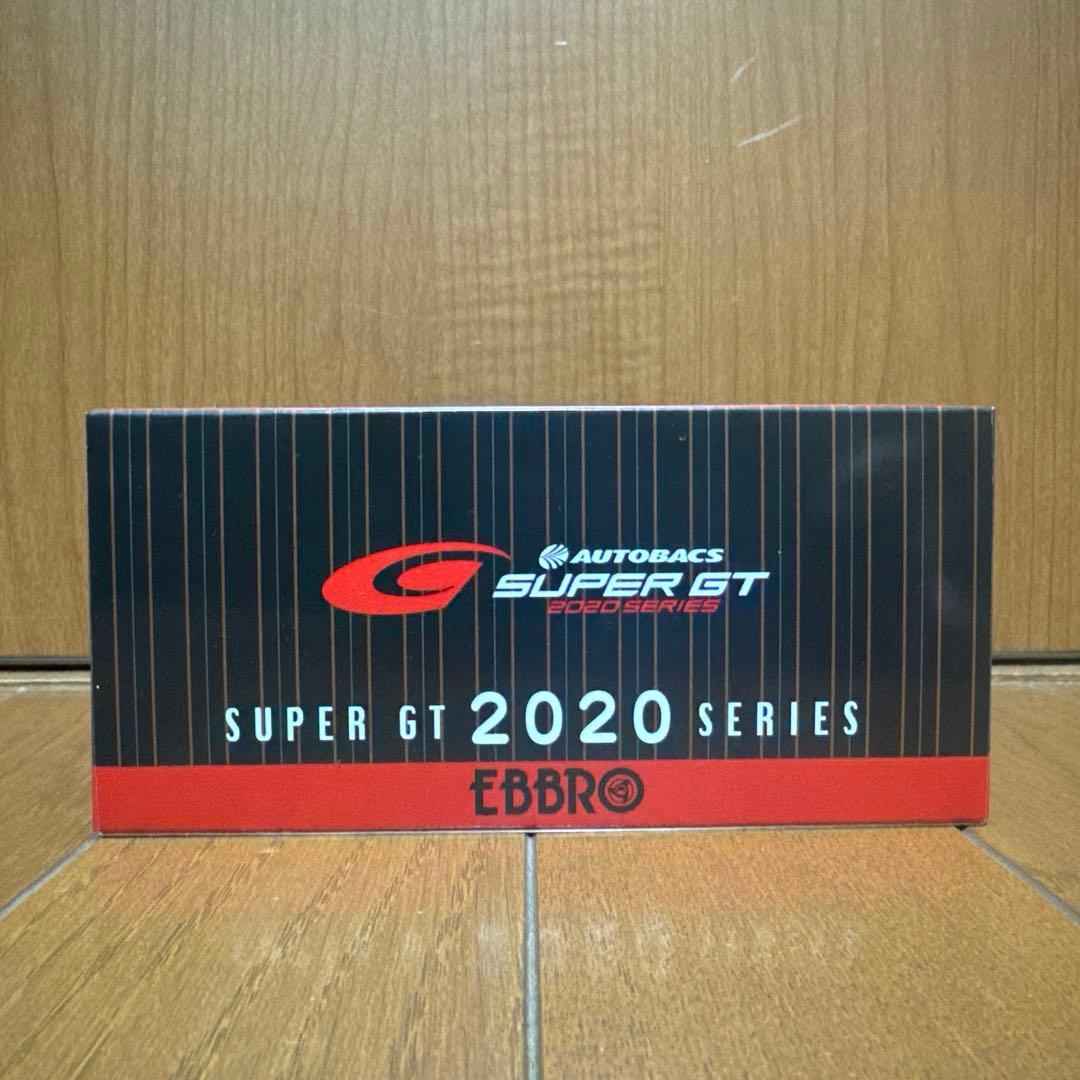 AUTOBACS
SUPER GT
2020 SERIES
SUPER GT 2020 SERIES
EBBRO